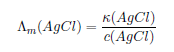 Λₘ(AgCl) = κ(AgCl) / c(AgCl)